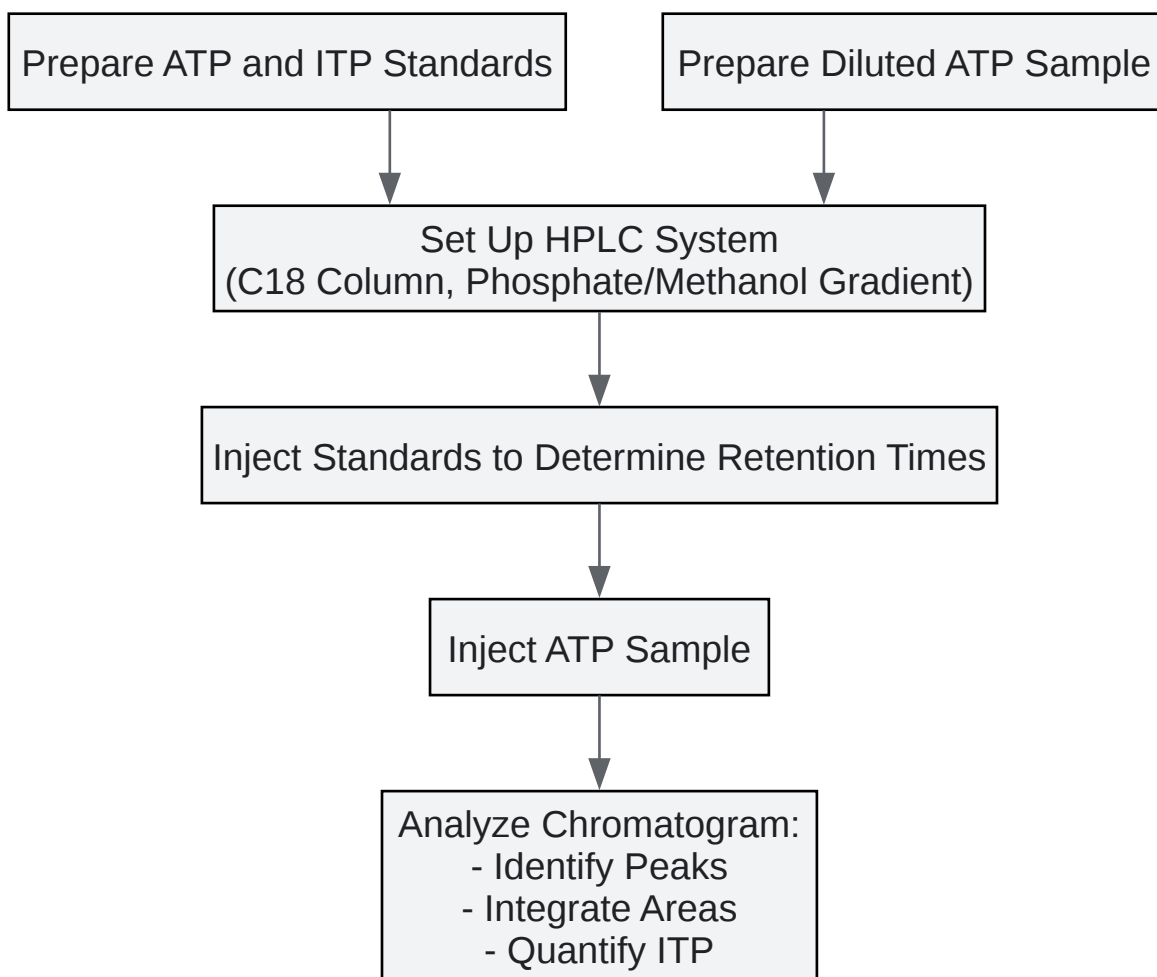 Prepare ATP and ITP Standards
Prepare Diluted ATP Sample
Set Up HPLC System
(C18 Column, Phosphate/Methanol Gradient)
Inject Standards to Determine Retention Times
Inject ATP Sample
Analyze Chromatogram:
- Identify Peaks
- Integrate Areas
- Quantify ITP